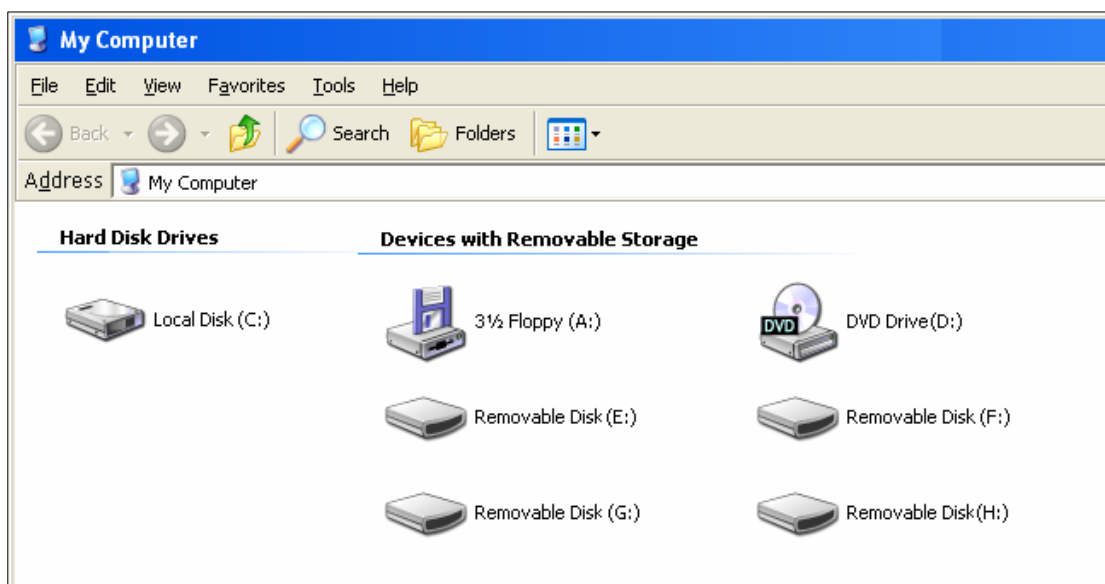 My Computer
File Edit View Favorites Tools Help
Back Search Folders
Address My Computer
Hard Disk Drives Devices with Removable Storage
Local Disk (C:) 3½ Floppy (A:) DVD DVD Drive(D:)
Removable Disk (E:) Removable Disk (F:)
Removable Disk (G:) Removable Disk(H:)